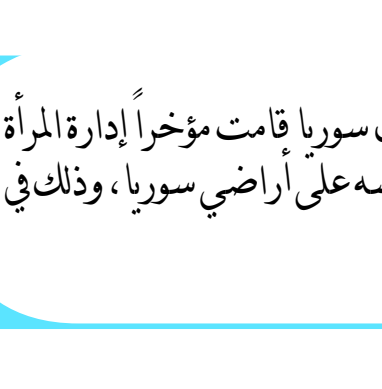 سوريا قامت مؤخراً إدارة المرأة
على أراضي سوريا، وذلك في